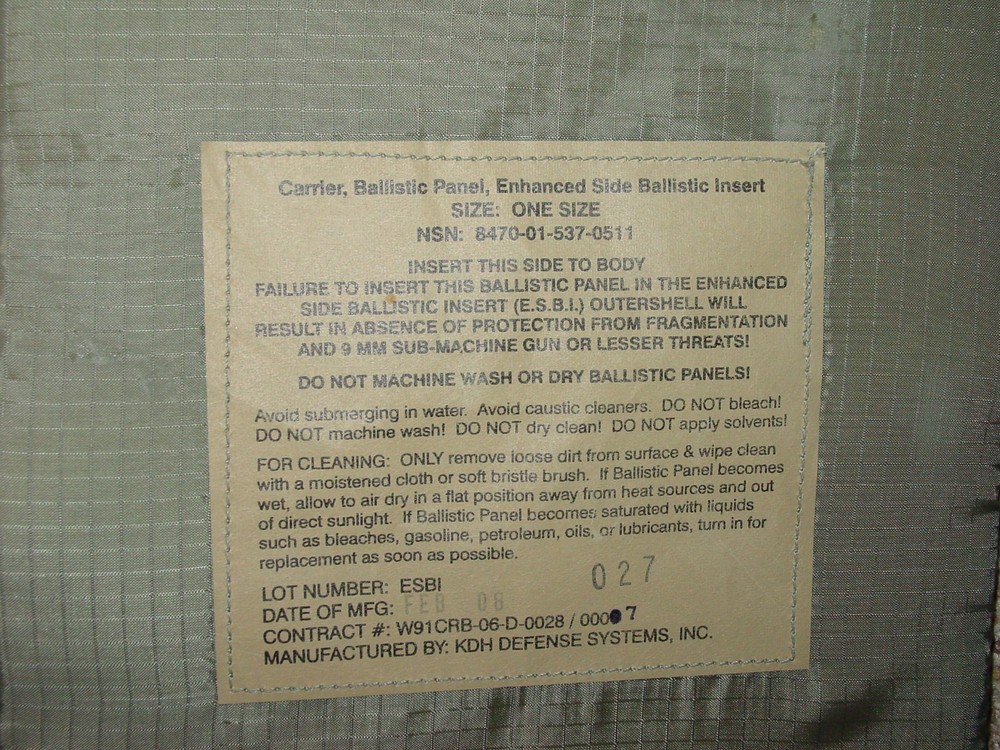 Carrier, Ballistic Panel, Enhanced Side Ballistic Insert
SIZE: ONE SIZE
NSN: 8470-01-537-0511
INSERT THIS SIDE TO BODY
FAILURE TO INSERT THIS BALLISTIC PANEL IN THE ENHANCED
SIDE BALLISTIC INSERT (E.S.B.I.) OUTERSHELL WILL
RESULT IN ABSENCE OF PROTECTION FROM FRAGMENTATION
AND 9 MM SUB-MACHINE GUN OR LESSER THREATS!
DO NOT MACHINE WASH OR DRY BALLISTIC PANELS!
Avoid submerging in water. Avoid caustic cleaners. DO NOT bleach!
DO NOT machine wash! DO NOT dry clean! DO NOT apply solvents!
FOR CLEANING: ONLY remove loose dirt from surface & wipe clean
with a moistened cloth or soft bristle brush. If Ballistic Panel becomes
wet, allow to air dry in a flat position away from heat sources and out
of direct sunlight. If Ballistic Panel becomes saturated with liquids
such as bleaches, gasoline, petroleum, oils, or lubricants, turn in for
replacement as soon as possible.
LOT NUMBER: ESBI 027
DATE OF MFG: FEB 08
CONTRACT #: W91CRB-06-D-0028 / 0007
MANUFACTURED BY: KDH DEFENSE SYSTEMS, INC.